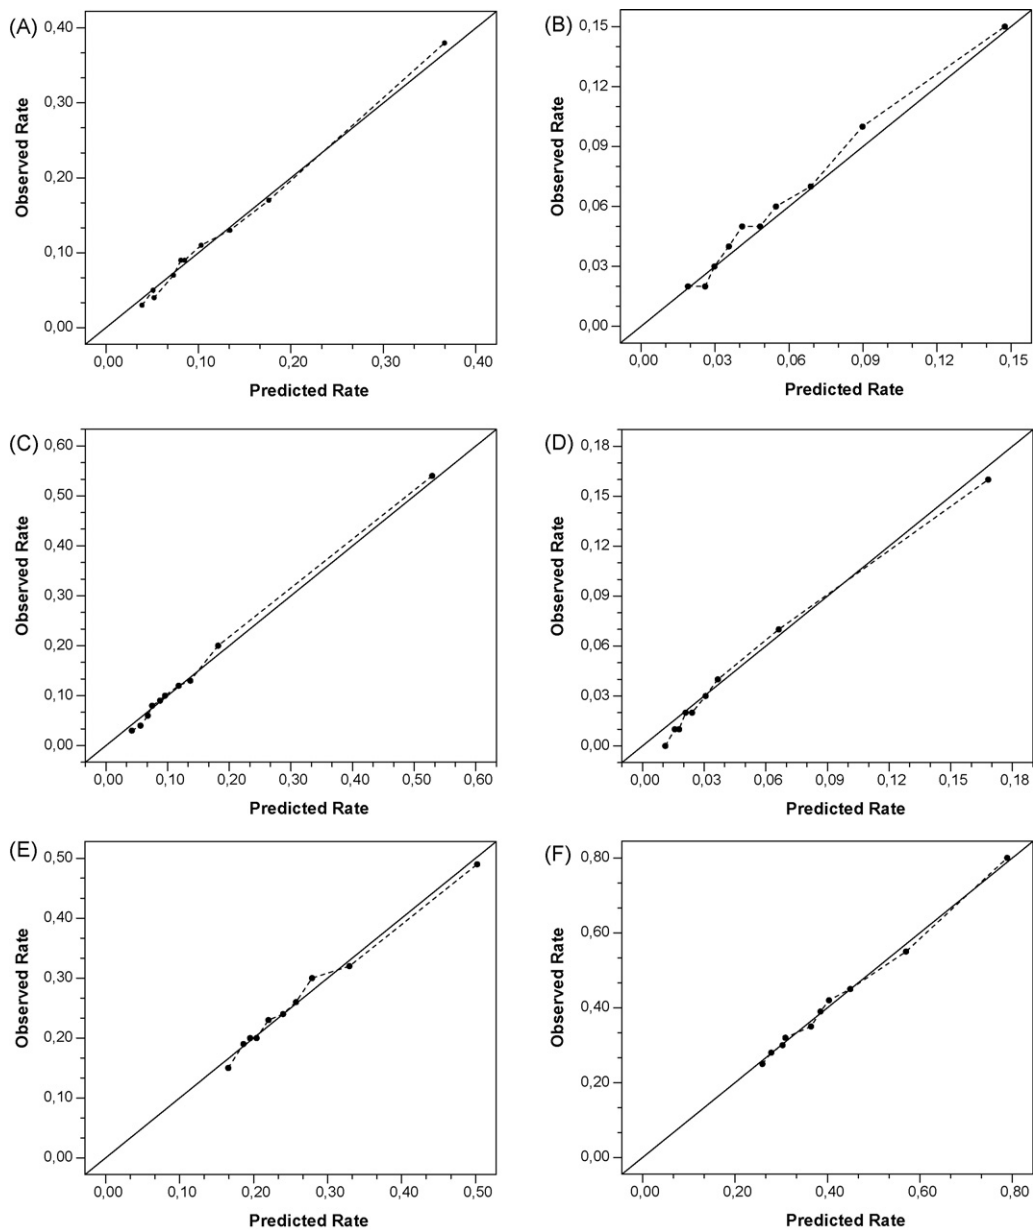 (A)
Observed Rate
0,40
0,30
0,20
0,10
0,00
0,00 0,10 0,20 0,30 0,40
Predicted Rate
(B)
Observed Rate
0,15
0,12
0,09
0,06
0,03
0,00
0,00 0,03 0,06 0,09 0,12 0,15
Predicted Rate
(C)
Observed Rate
0,60
0,50
0,40
0,30
0,20
0,10
0,00
0,00 0,10 0,20 0,30 0,40 0,50 0,60
Predicted Rate
(D)
Observed Rate
0,18
0,15
0,12
0,09
0,06
0,03
0,00
0,00 0,03 0,06 0,09 0,12 0,15 0,18
Predicted Rate
(E)
Observed Rate
0,50
0,40
0,30
0,20
0,10
0,00
0,00 0,10 0,20 0,30 0,40 0,50
Predicted Rate
(F)
Observed Rate
0,80
0,60
0,40
0,20
0,00
0,00 0,20 0,40 0,60 0,80
Predicted Rate